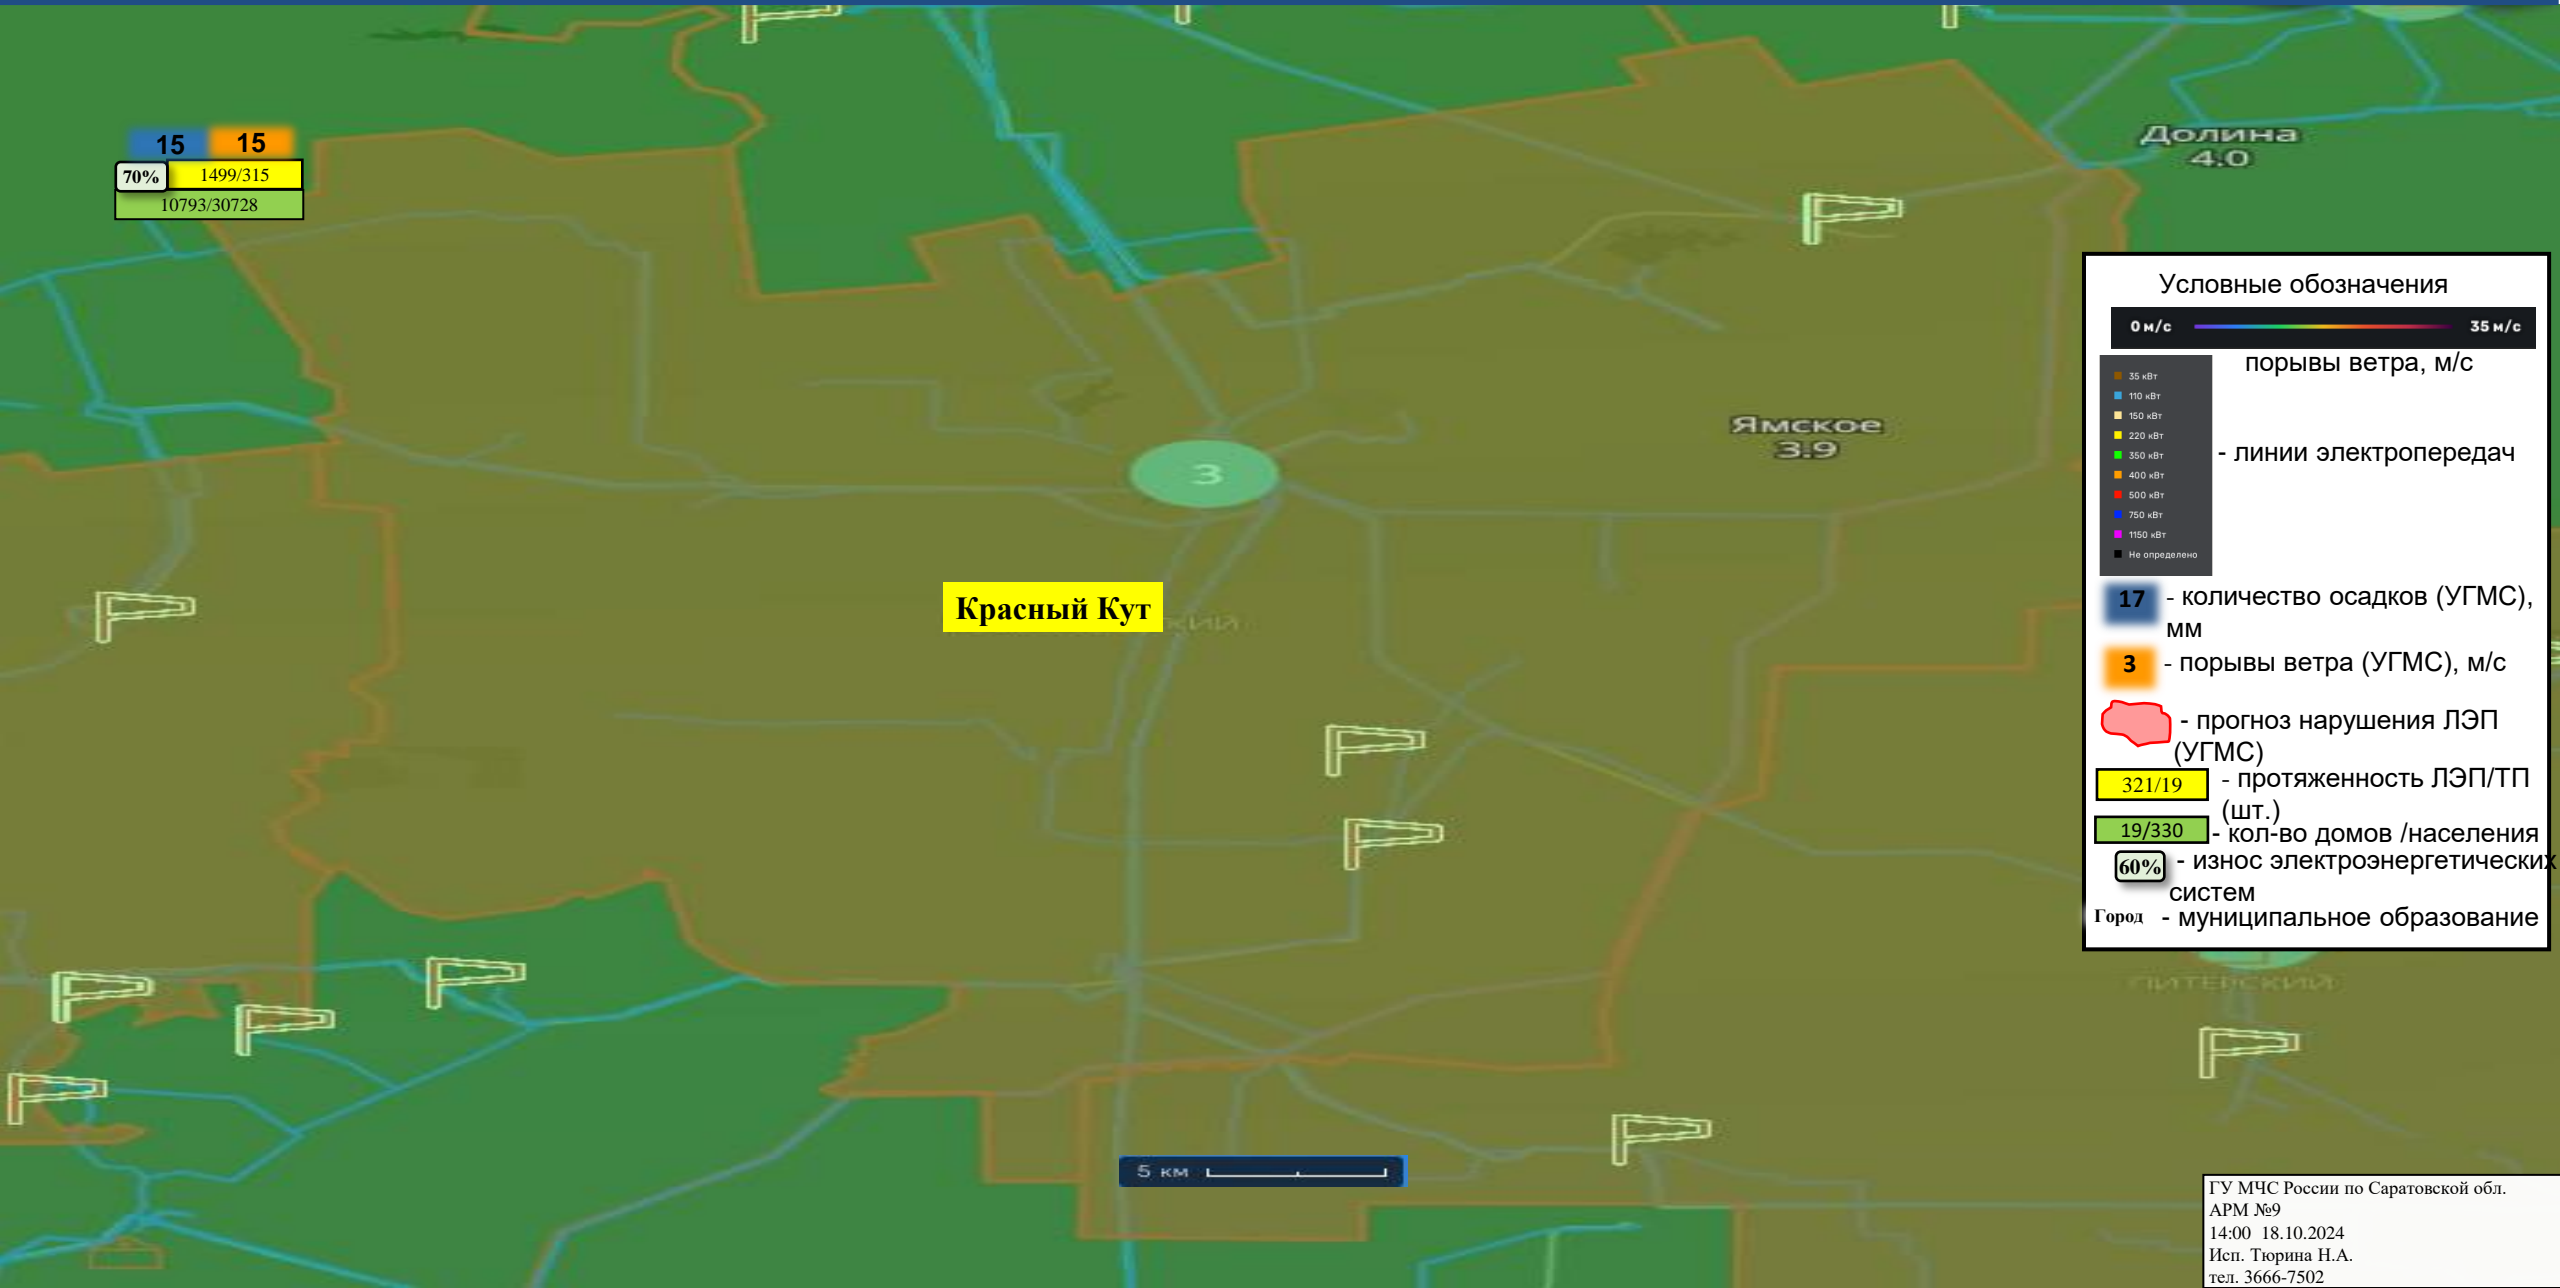 15 15
70% 1499/315
10793/30728
Долина
4.0
Ямское
3.9
3
Красный Кут
Условные обозначения
0 м/с 35 м/с
порывы ветра, м/с
35 кВт
110 кВт
150 кВт
220 кВт
350 кВт
400 кВт
500 кВт
750 кВт
1150 кВт
Не определено
- линии электропередач
17 - количество осадков (УГМС),
мм
3 - порывы ветра (УГМС), м/с
- прогноз нарушения ЛЭП
(УГМС)
321/19 - протяженность ЛЭП/ТП
(шт.)
19/330 - кол-во домов /населения
60% - износ электроэнергетических
систем
Город - муниципальное образование
ПИТЕРСКИЙ
5 км
ГУ МЧС России по Саратовской обл.
АРМ №9
14:00 18.10.2024
Исп. Тюрина Н.А.
тел. 3666-7502